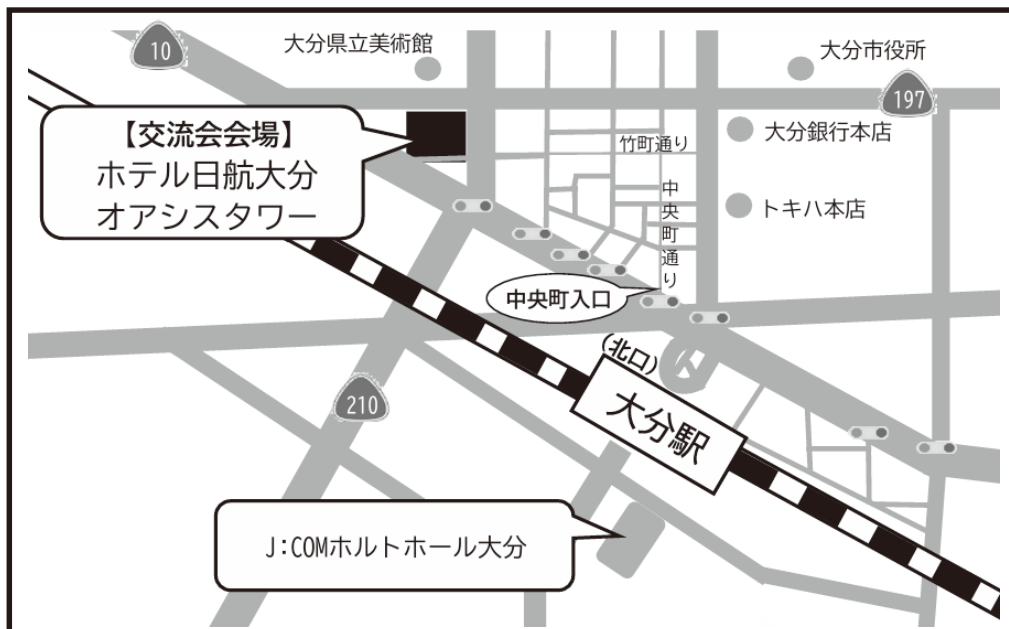 10
大分県立美術館
大分市役所
197
【交流会会場】
ホテル日航大分
オアシスタワー
竹町通り
大分銀行本店
中央町通り
トキハ本店
中央町入口
(北口)
大分駅
210
J:COMホルトホール大分